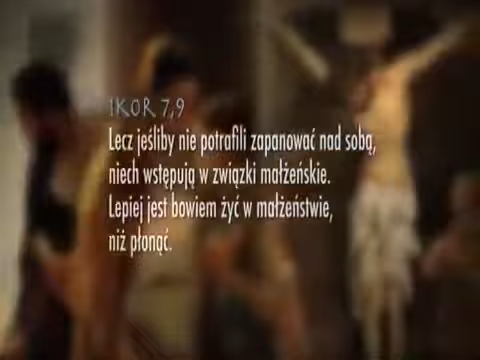 1KOR 7,9
Lecz jeśliby nie potrafili zapanować nad sobą,
niech wstępują w związki małżeńskie.
Lepiej jest bowiem żyć w małżeństwie,
niż płonąć.